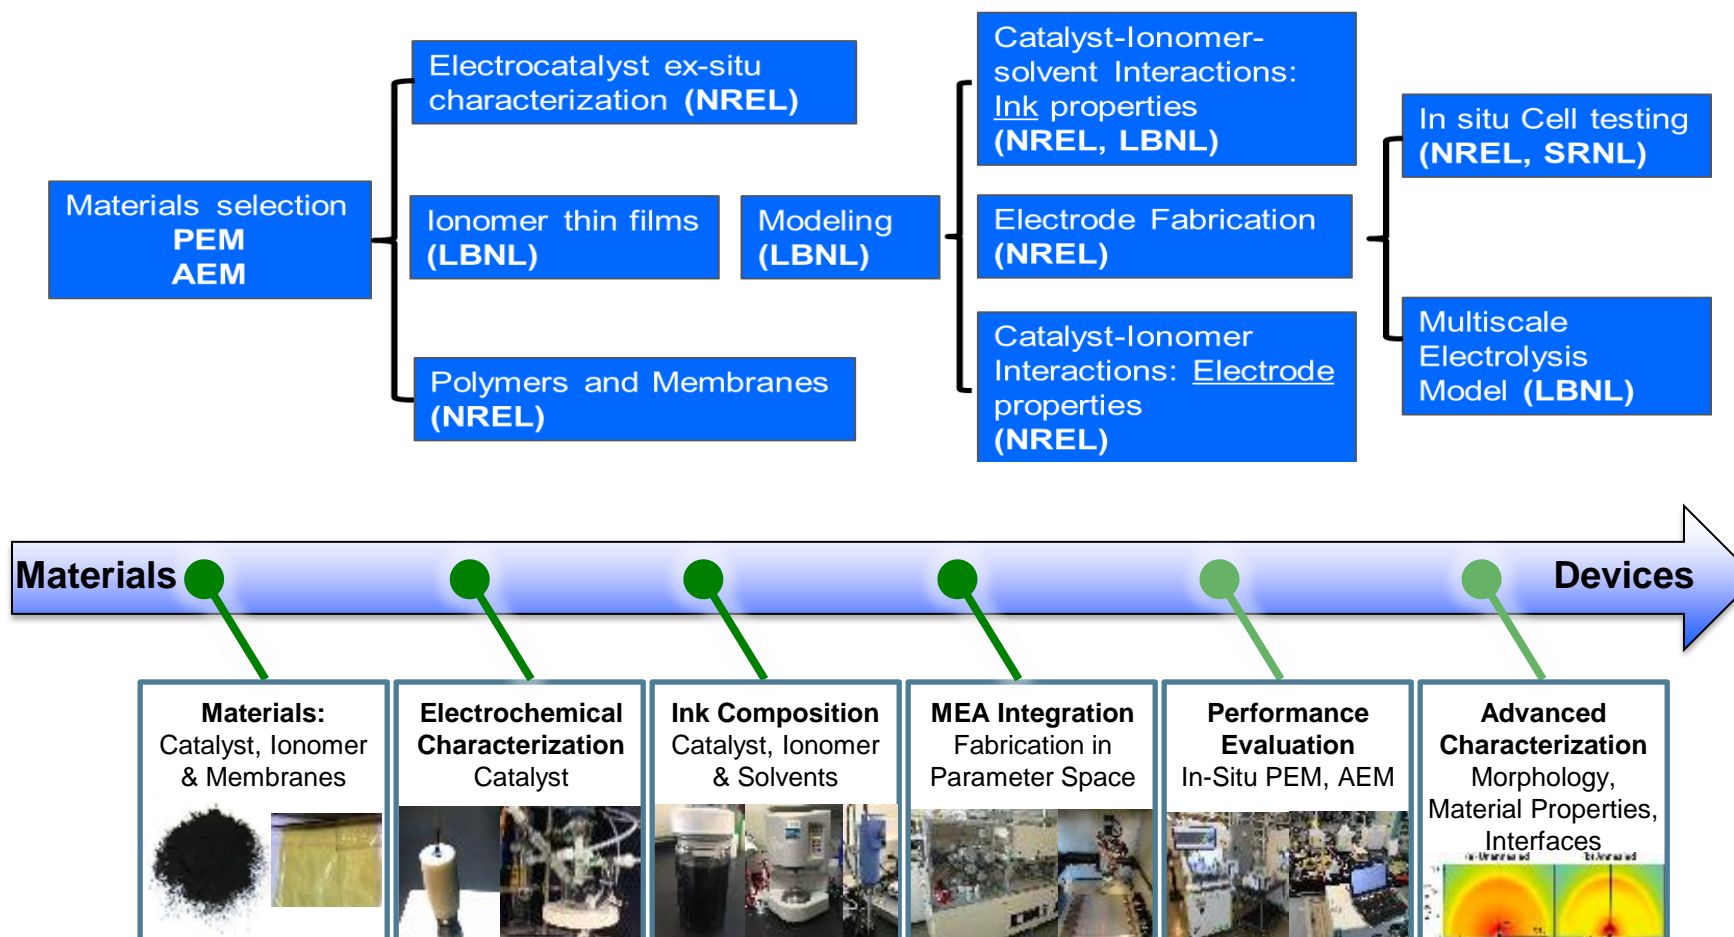 Electrocatalyst ex-situ
characterization (NREL)
Catalyst-Ionomer-
solvent Interactions:
Ink properties
(NREL, LBNL)
In situ Cell testing
(NREL, SRNL)
Materials selection
PEM
AEM
Ionomer thin films
(LBNL)
Modeling
(LBNL)
Electrode Fabrication
(NREL)
Polymers and Membranes
(NREL)
Catalyst-Ionomer
Interactions: Electrode
properties
(NREL)
Multiscale
Electrolysis
Model (LBNL)
Materials
Devices
Materials:
Catalyst, Ionomer
& Membranes
Electrochemical
Characterization
Catalyst
Ink Composition
Catalyst, Ionomer
& Solvents
MEA Integration
Fabrication in
Parameter Space
Performance
Evaluation
In-Situ PEM, AEM
Advanced
Characterization
Morphology,
Material Properties,
Interfaces
(a) Unannealed
(b) Annealed